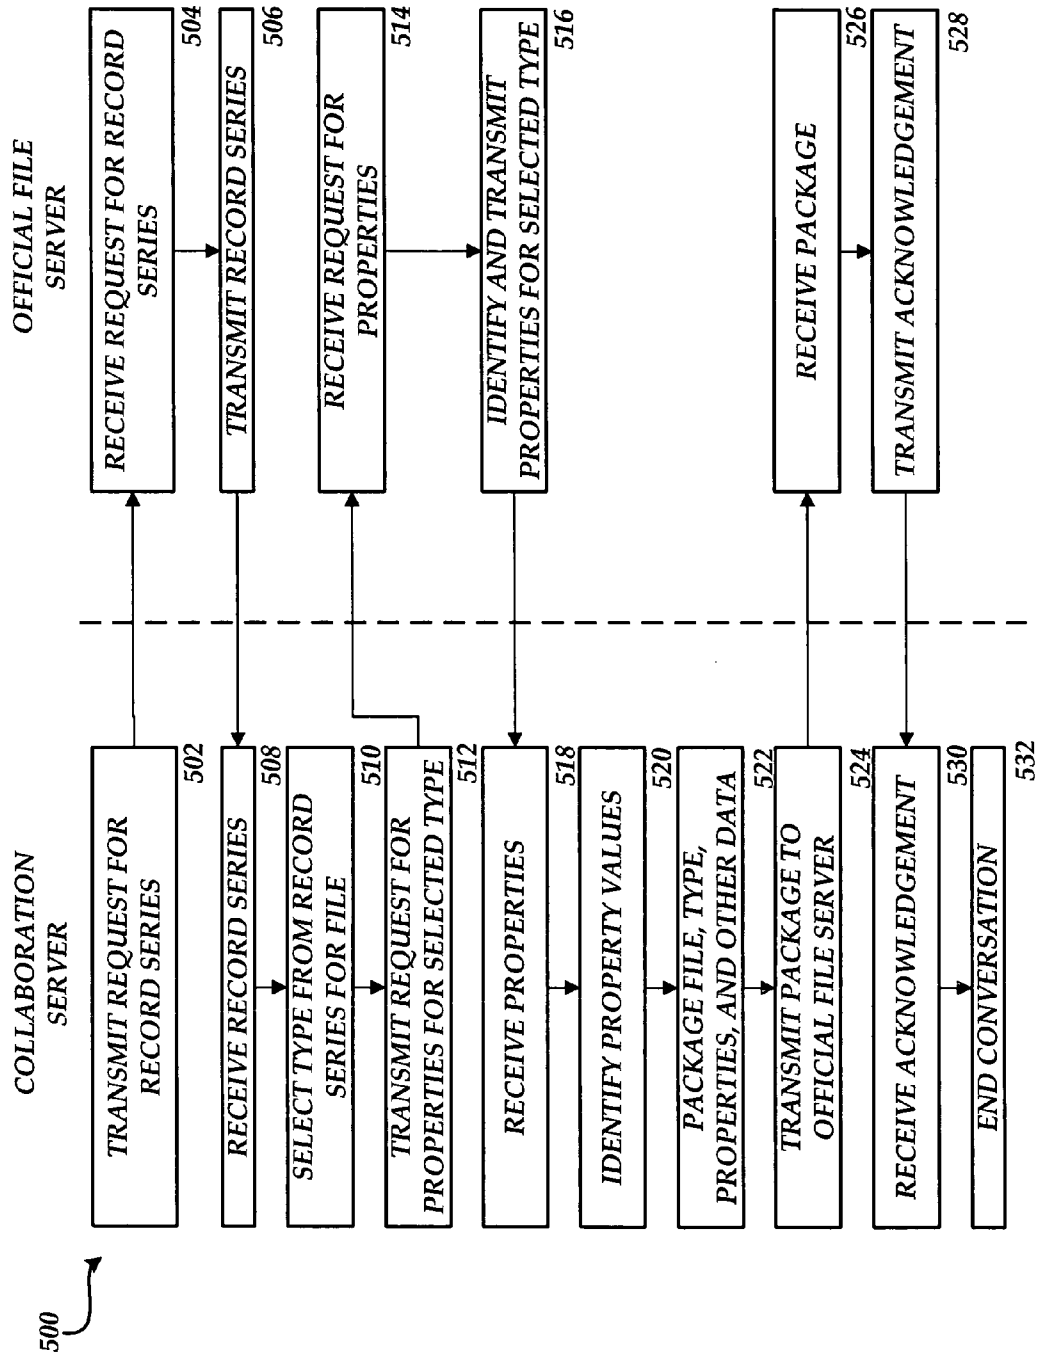 500
COLLABORATION
SERVER
OFFICIAL FILE
SERVER
TRANSMIT REQUEST FOR
RECORD SERIES
502
RECEIVE REQUEST FOR RECORD
SERIES
504
TRANSMIT RECORD SERIES
506
RECEIVE RECORD SERIES
508
SELECT TYPE FROM RECORD
SERIES FOR FILE
510
TRANSMIT REQUEST FOR
PROPERTIES FOR SELECTED TYPE
512
RECEIVE REQUEST FOR
PROPERTIES
514
IDENTIFY AND TRANSMIT
PROPERTIES FOR SELECTED TYPE
516
RECEIVE PROPERTIES
518
IDENTIFY PROPERTY VALUES
520
PACKAGE FILE, TYPE,
PROPERTIES, AND OTHER DATA
522
TRANSMIT PACKAGE TO
OFFICIAL FILE SERVER
524
RECEIVE PACKAGE
526
TRANSMIT ACKNOWLEDGEMENT
528
RECEIVE ACKNOWLEDGEMENT
530
END CONVERSATION
532